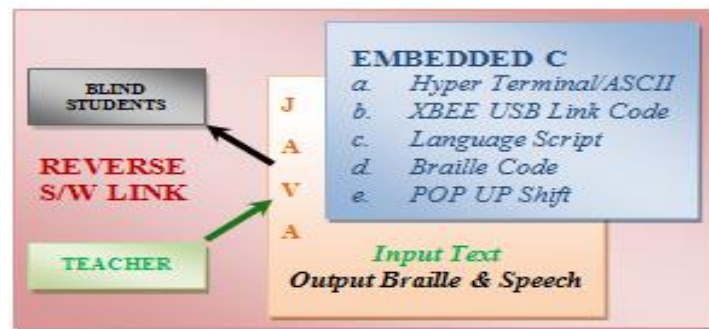 BLIND
STUDENTS
REVERSE
S/W LINK
TEACHER
J
A
V
A
EMBEDDED C
a. Hyper Terminal/ASCII
b. XBEE USB Link Code
c. Language Script
d. Braille Code
e. POP UP Shift
Input Text
Output Braille & Speech